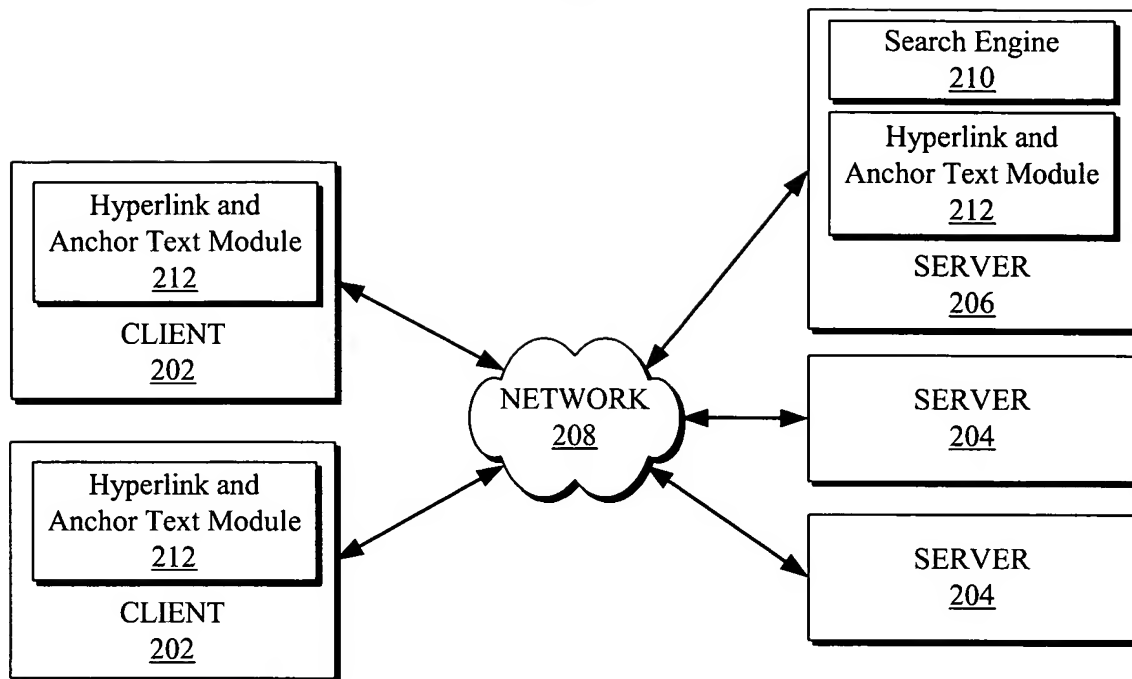 Search Engine
210
Hyperlink and
Anchor Text Module
212
SERVER
206
Hyperlink and
Anchor Text Module
212
CLIENT
202
NETWORK
208
SERVER
204
Hyperlink and
Anchor Text Module
212
CLIENT
202
SERVER
204